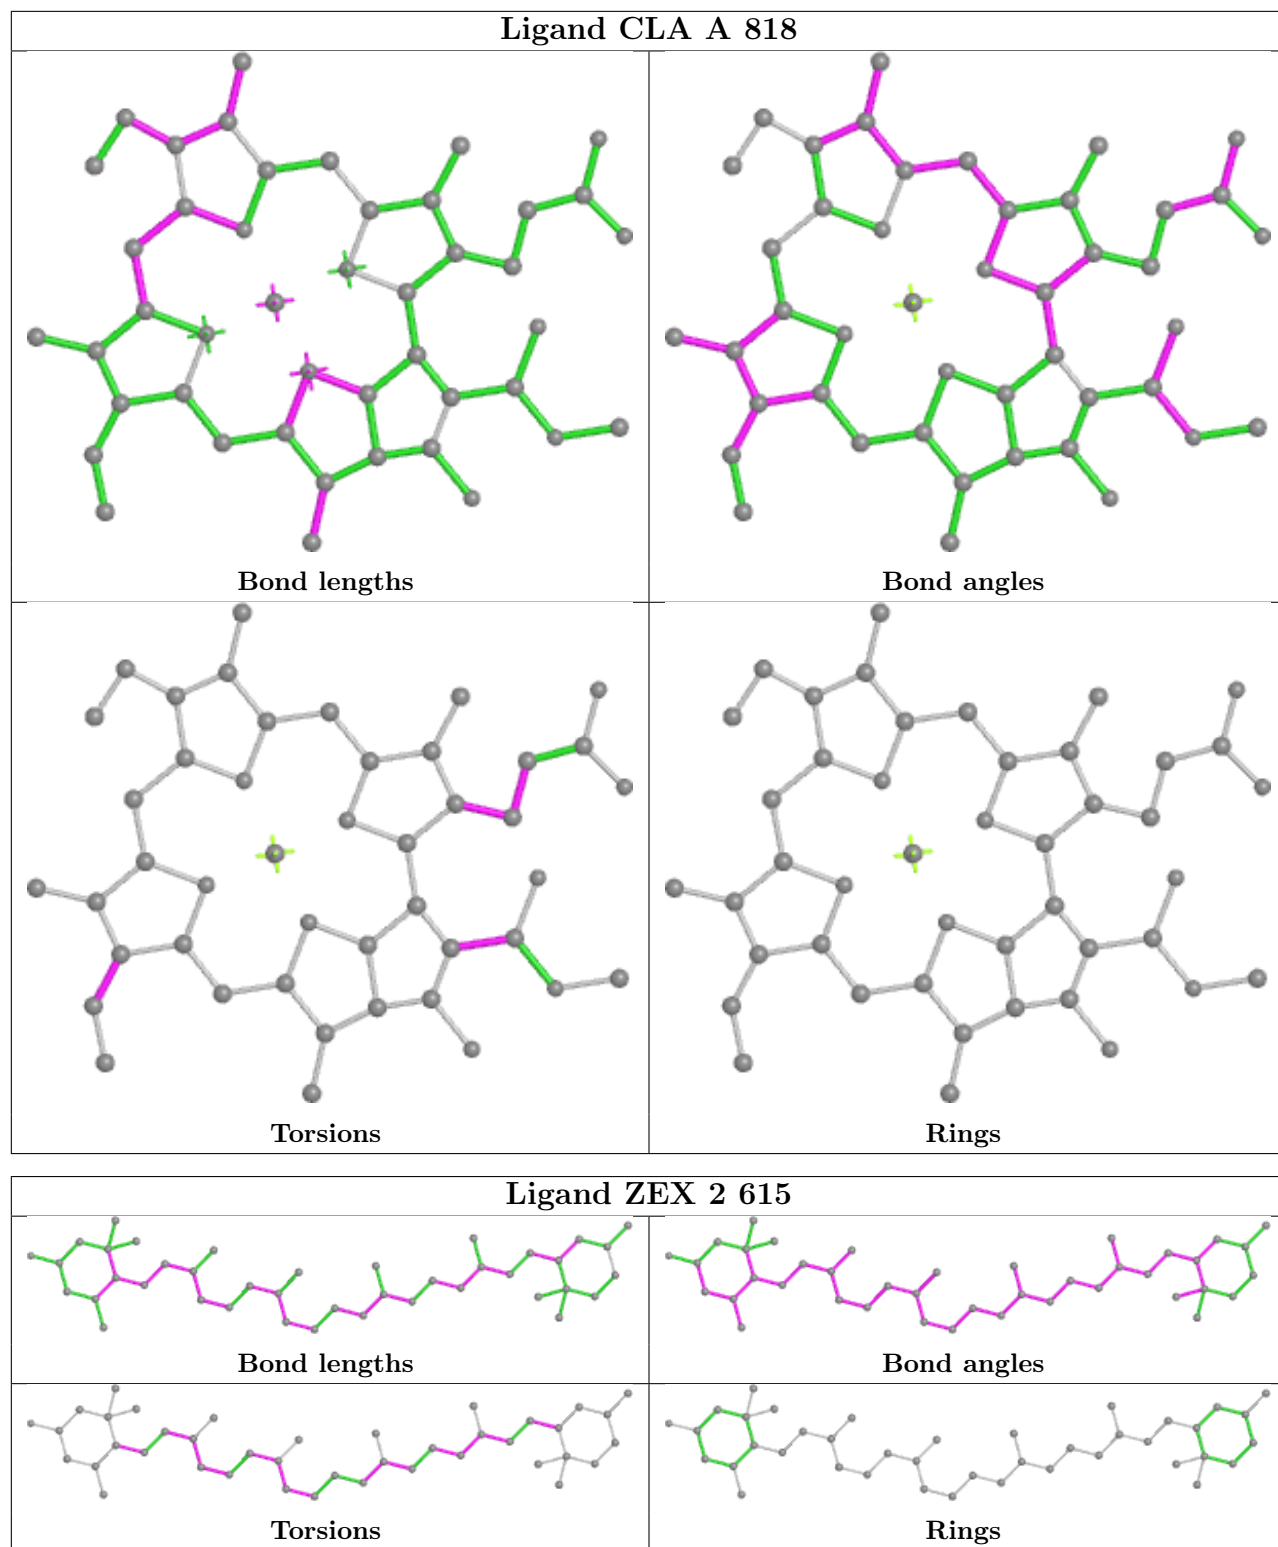 Ligand CLA A 818
Bond lengths
Bond angles
Torsions
Rings
Ligand ZEX 2 615
Bond lengths
Bond angles
Torsions
Rings